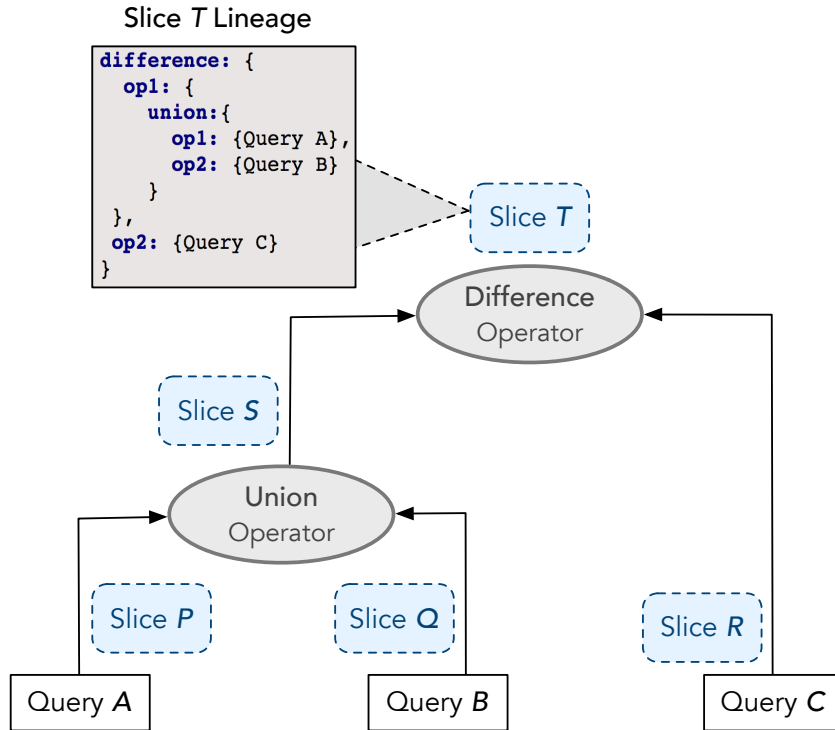 Slice T Lineage
difference: {
op1: {
union:{
op1: {Query A},
op2: {Query B}
}
},
op2: {Query C}
}
Slice T
Difference
Operator
Slice S
Union
Operator
Slice P
Slice Q
Slice R
Query A
Query B
Query C